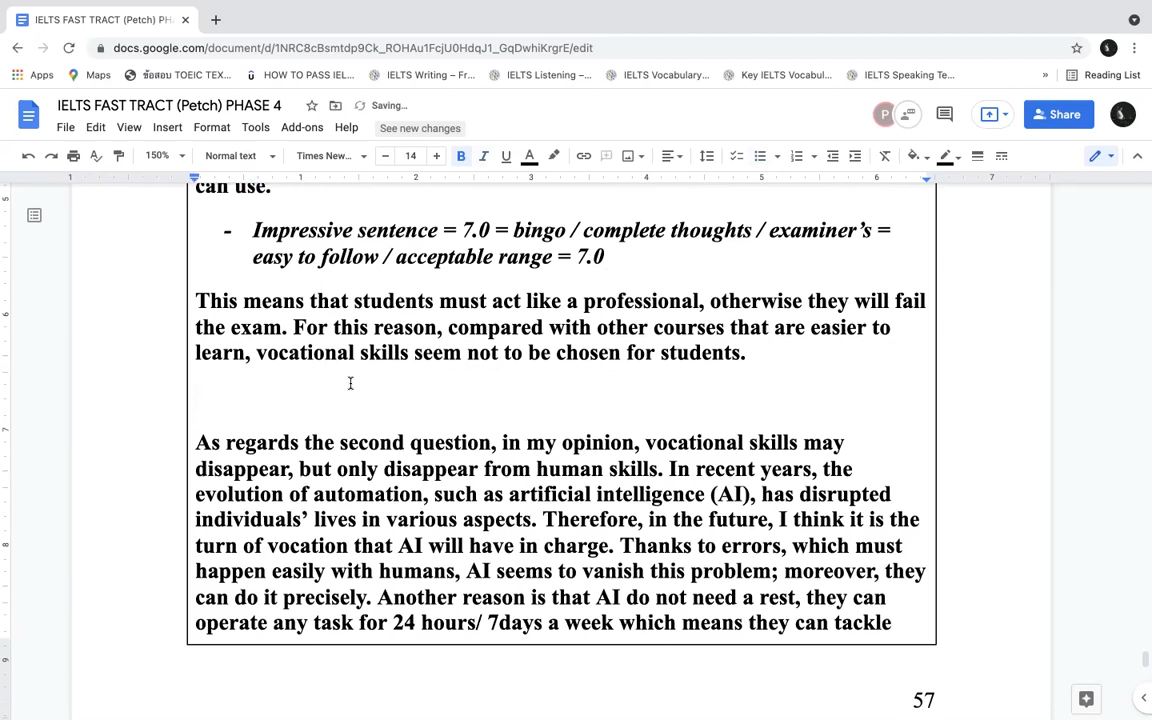 IELTS FAST TRACT (Petch) PH
docs.google.com/document/d/1NRC8cBsmtdp9Ck_ROHAu1FcjU0HdqJ1_GqDwhiKrgrE/edit
Apps Maps ข้อสอบ TOEIC TEX... HOW TO PASS IEL... IELTS Writing – Fr... IELTS Listening –... IELTS Vocabulary... Key IELTS Vocabul... IELTS Speaking Te... » Reading List
IELTS FAST TRACT (Petch) PHASE 4 Saving... P Share
File Edit View Insert Format Tools Add-ons Help See new changes
150% Normal text Times New... – 14 + B I U A
1 1 2 3 4 5 6 7
can use.
- Impressive sentence = 7.0 = bingo / complete thoughts / examiner’s =
easy to follow / acceptable range = 7.0
This means that students must act like a professional, otherwise they will fail
the exam. For this reason, compared with other courses that are easier to
learn, vocational skills seem not to be chosen for students.
As regards the second question, in my opinion, vocational skills may
disappear, but only disappear from human skills. In recent years, the
evolution of automation, such as artificial intelligence (AI), has disrupted
individuals’ lives in various aspects. Therefore, in the future, I think it is the
turn of vocation that AI will have in charge. Thanks to errors, which must
happen easily with humans, AI seems to vanish this problem; moreover, they
can do it precisely. Another reason is that AI do not need a rest, they can
operate any task for 24 hours/ 7days a week which means they can tackle
57